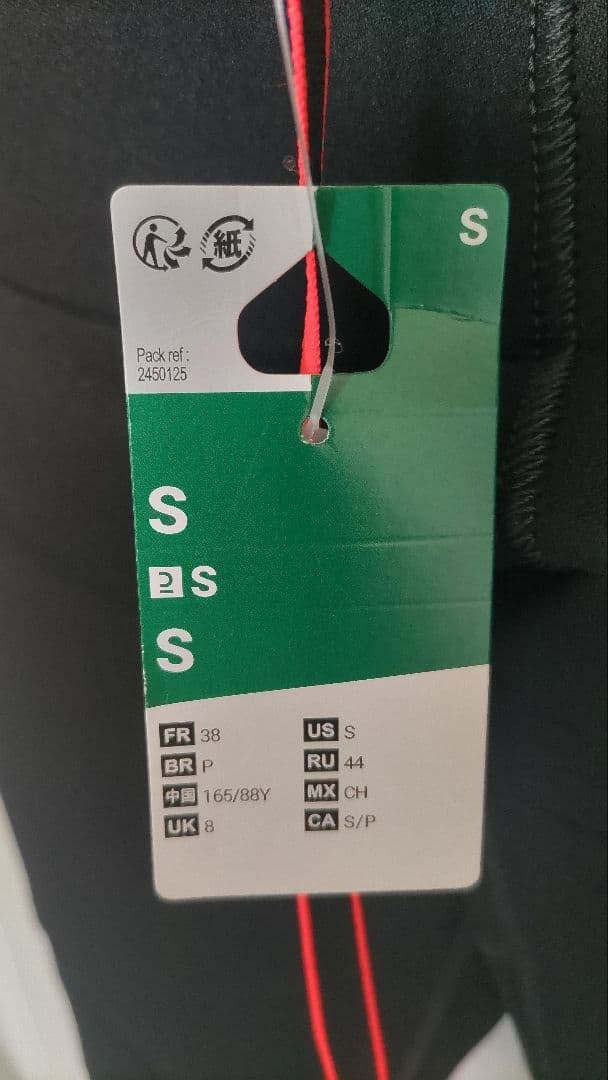 S
紙
Pack ref :
2450125
S
S
S
FR 38
BR P
中国 165/88Y
UK 8
US S
RU 44
MX CH
CA S/P